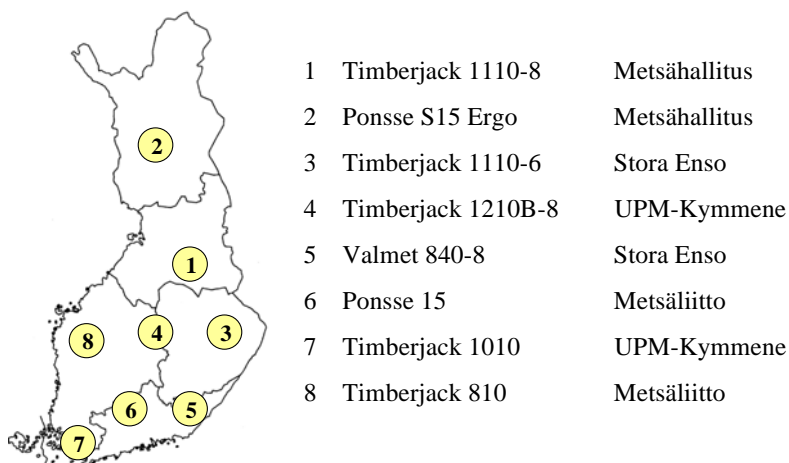 1 Timberjack 1110-8 Metsähallitus
2 Ponsse S15 Ergo Metsähallitus
3 Timberjack 1110-6 Stora Enso
4 Timberjack 1210B-8 UPM-Kymmene
5 Valmet 840-8 Stora Enso
6 Ponsse 15 Metsäliitto
7 Timberjack 1010 UPM-Kymmene
8 Timberjack 810 Metsäliitto
2
1
8 4 3
6 5
7